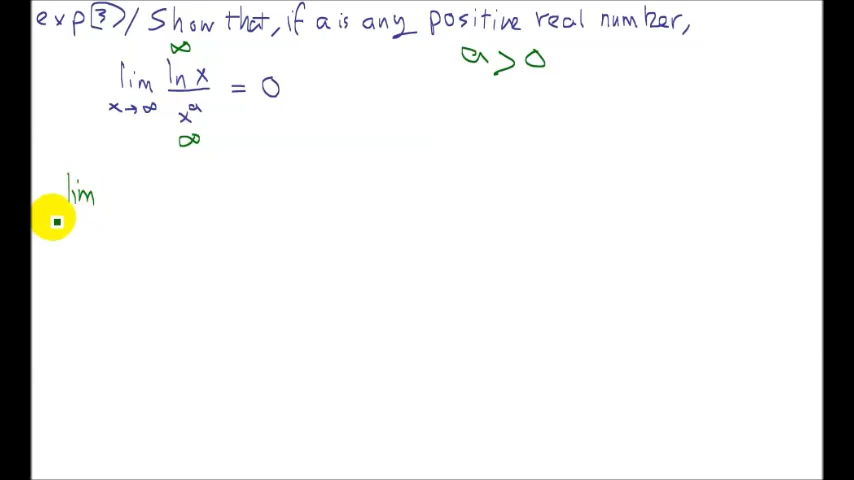 exp 3 / Show that, if a is any positive real number,
∞
a > 0
lim ln x / x^a = 0
x→∞
∞
lim